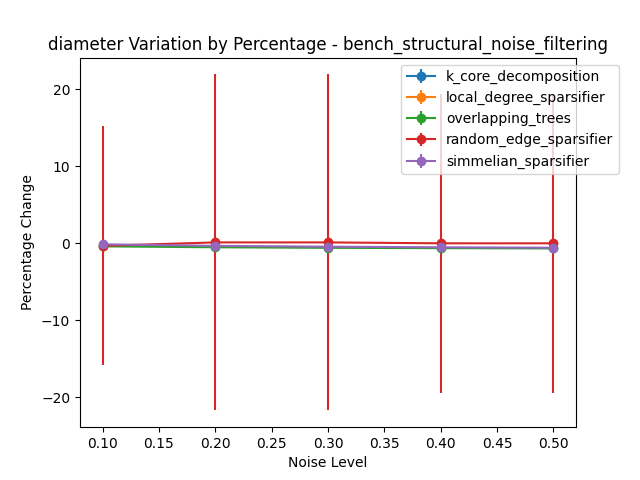 diameter Variation by Percentage - bench_structural_noise_filtering
k_core_decomposition
local_degree_sparsifier
overlapping_trees
random_edge_sparsifier
simmelian_sparsifier
Percentage Change
20
10
0
−10
−20
0.10 0.15 0.20 0.25 0.30 0.35 0.40 0.45 0.50
Noise Level